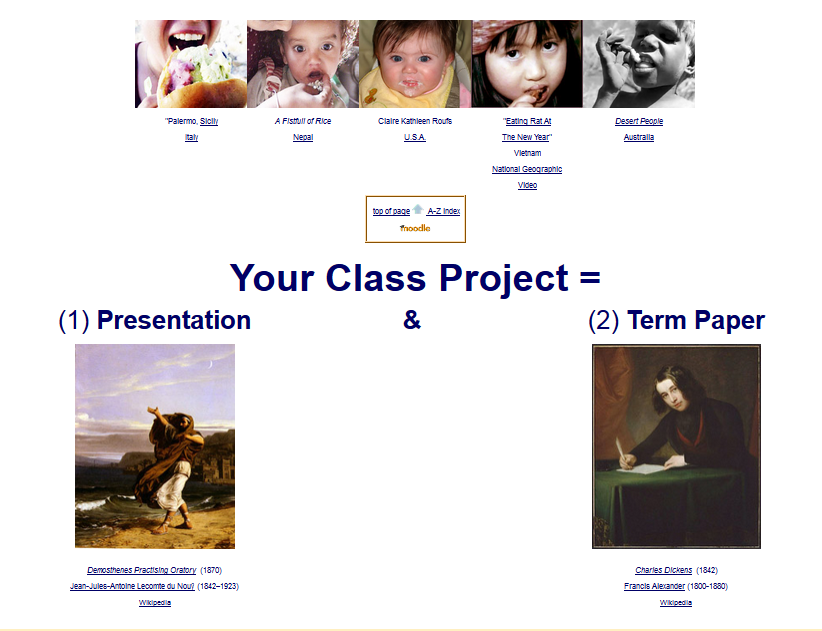 "Palermo, Sicily
Italy
A Fistfull of Rice
Nepal
Claire Kathleen Roufs
U.S.A.
"Eating Rat At
The New Year"
Vietnam
National Geographic
Video
Desert People
Australia
top of page A-Z index
moodle
Your Class Project =
(1) Presentation & (2) Term Paper
Demosthenes Practising Oratory (1870)
Jean-Jules-Antoine Lecomte du Nouÿ (1842–1923)
Wikipedia
Charles Dickens (1842)
Francis Alexander (1800-1880)
Wikipedia